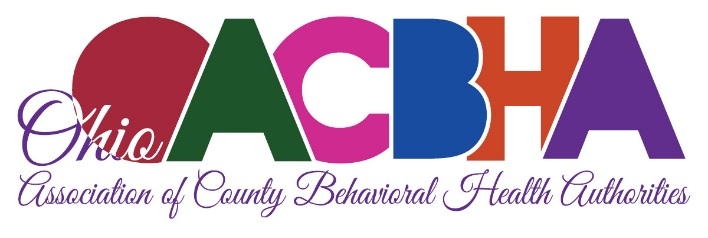 OACBHA
Ohio
Association of County Behavioral Health Authorities